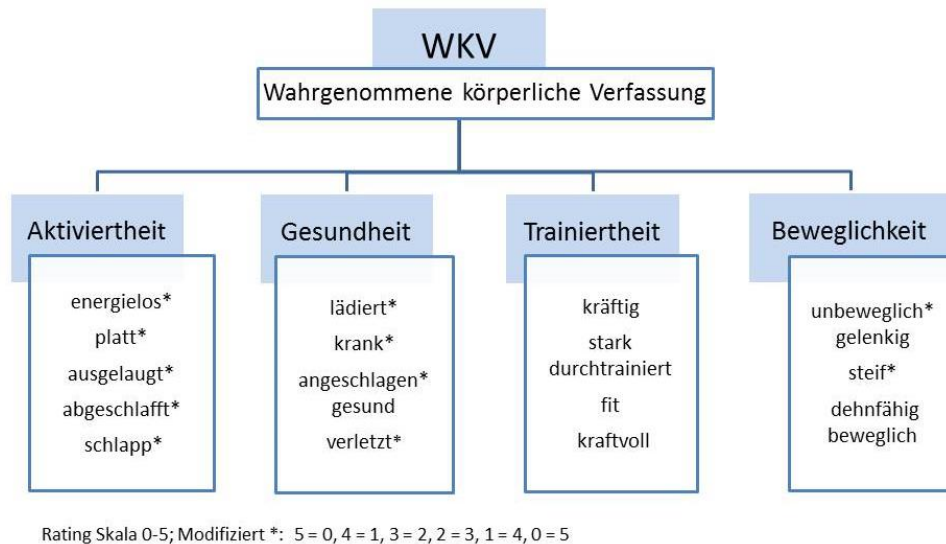 WKV
Wahrgenommene körperliche Verfassung
Aktiviertheit
energielos*
platt*
ausgelaugt*
abgeschlafft*
schlapp*
Gesundheit
lädiert*
krank*
angeschlagen*
gesund
verletzt*
Trainiertheit
kräftig
stark
durchtrainiert
fit
kraftvoll
Beweglichkeit
unbeweglich*
gelenkig
steif*
dehnfähig
beweglich
Rating Skala 0-5; Modifiziert *: 5 = 0, 4 = 1, 3 = 2, 2 = 3, 1 = 4, 0 = 5